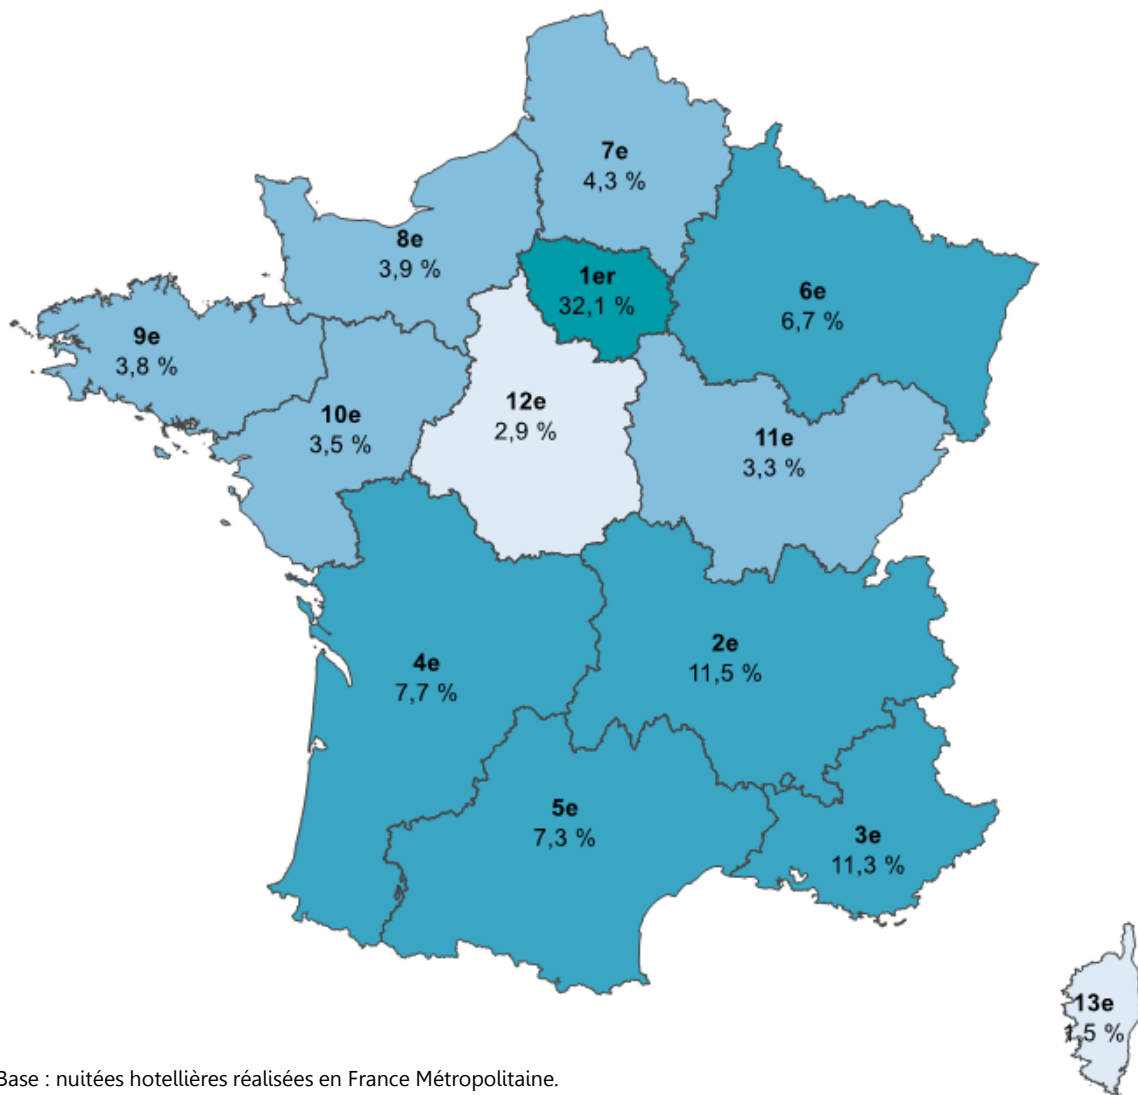 7e
4,3 %
8e
3,9 %
1er
32,1 %
6e
6,7 %
9e
3,8 %
12e
2,9 %
10e
3,5 %
11e
3,3 %
2e
11,5 %
4e
7,7 %
5e
7,3 %
3e
11,3 %
13e
1,5 %
Base : nuitées hotellières réalisées en France Métropolitaine.